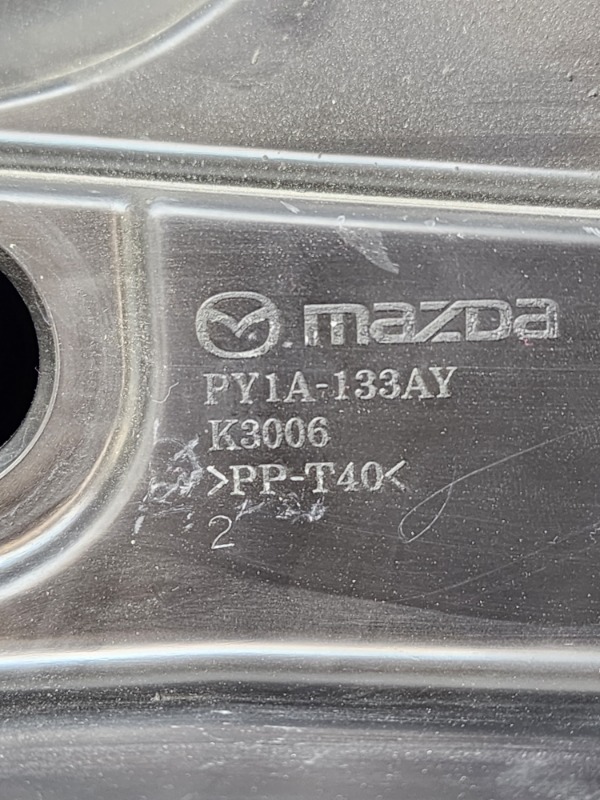 mazda
PY1A-133AY
K3006
>PP-T40<
2